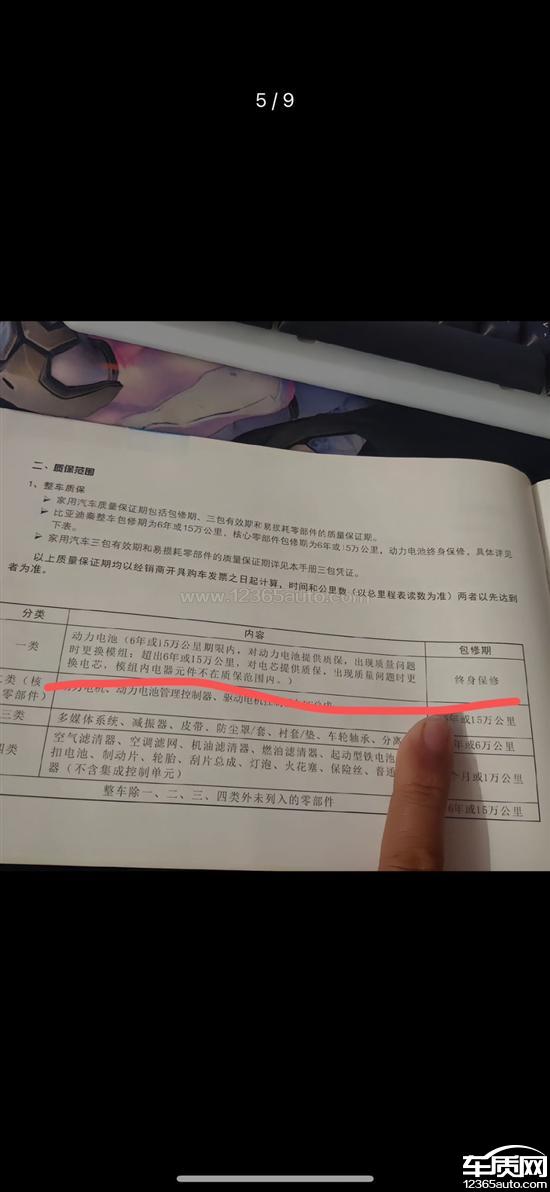 5 / 9
二、质保范围
1、整车质保
➢ 家用汽车质量保证期包括包修期、三包有效期和易损耗零部件的质量保证期。
➢ 比亚迪秦整车包修期为6年或15万公里，核心零部件包修期为6年或15万公里，动力电池终身保修，具体详见
下表。
➢ 家用汽车三包有效期和易损耗零部件的质量保证期详见本手册三包凭证。
以上质量保证期均以经销商开具购车发票之日起计算，时间和公里数（以总里程表读数为准）两者以先达到
者为准。
www.12365auto.com
分类 内容 包修期
一类 动力电池（6年或15万公里期限内，对动力电池提供质保，出现质量问题
时更换模组；超出6年或15万公里，对电芯提供质保，出现质量问题时更
换电芯，模组内电器元件不在质保范围内。） 终身保修
二类（核
零部件） 动力电机、动力电池管理控制器、驱动电机控制 年或15万公里
三类 多媒体系统、减振器、皮带、防尘罩/套、衬套/垫、车轮轴承、分离 年或6万公里
四类 空气滤清器、空调滤网、机油滤清器、燃油滤清器、起动型铁电池
扭电池、制动片、轮胎、刮片总成、灯泡、火花塞、保险丝、普通
器（不含集成控制单元） 个月或1万公里
整车除一、二、三、四类外未列入的零部件 6年或15万公里
车质网
12365auto.com